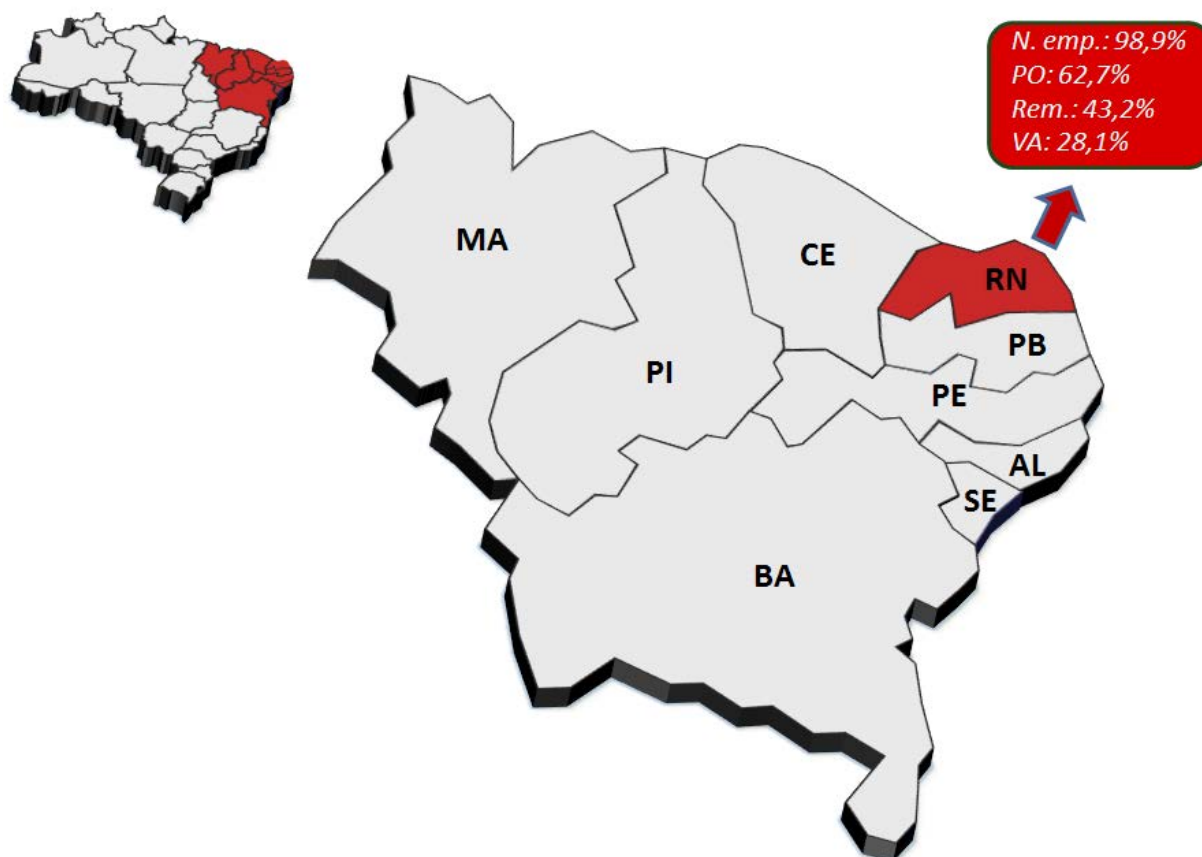 N. emp.: 98,9%
PO: 62,7%
Rem.: 43,2%
VA: 28,1%
MA
CE
RN
PB
PI
PE
AL
SE
BA